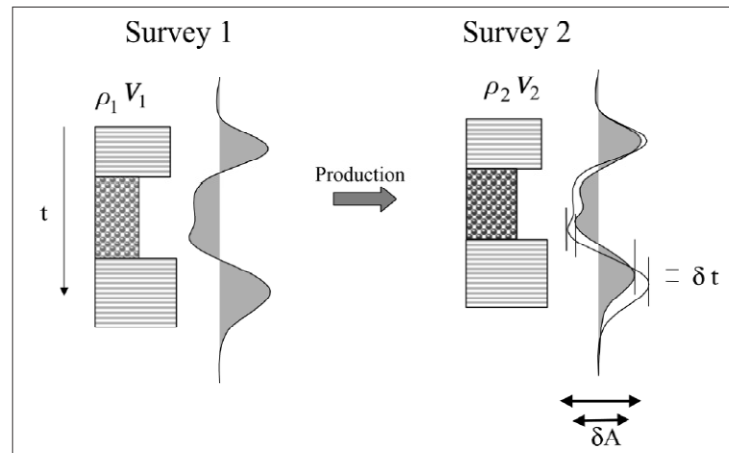 Survey 1
Survey 2
ρ₁ V₁
ρ₂ V₂
Production
t
δ t
δA